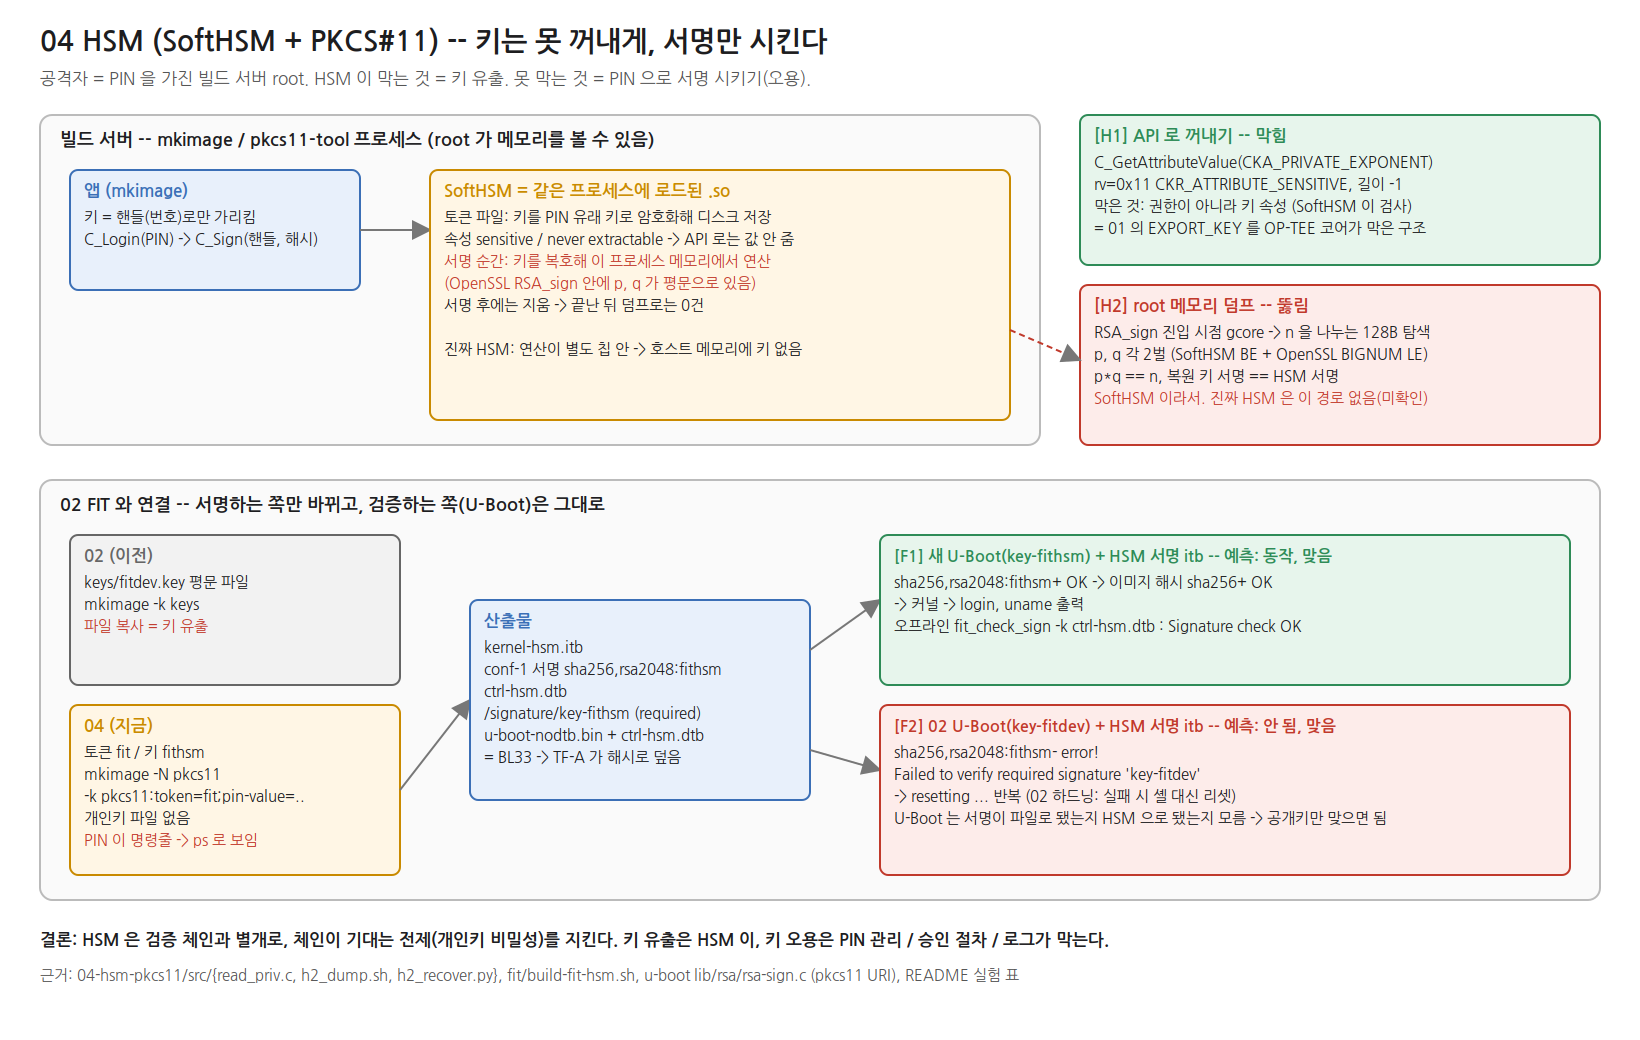 04 HSM (SoftHSM + PKCS#11) -- 키는 못 꺼내게, 서명만 시킨다
공격자 = PIN 을 가진 빌드 서버 root. HSM 이 막는 것 = 키 유출. 못 막는 것 = PIN 으로 서명 시키기(오용).
빌드 서버 -- mkimage / pkcs11-tool 프로세스 (root 가 메모리를 볼 수 있음)
앱 (mkimage)
키 = 핸들(번호)로만 가리킴
C_Login(PIN) -> C_Sign(핸들, 해시)
SoftHSM = 같은 프로세스에 로드된 .so
토큰 파일: 키를 PIN 유래 키로 암호화해 디스크 저장
속성 sensitive / never extractable -> API 로는 값 안 줌
서명 순간: 키를 복호해 이 프로세스 메모리에서 연산
(OpenSSL RSA_sign 안에 p, q 가 평문으로 있음)
서명 후에는 지움 -> 끝난 뒤 덤프로는 0건
진짜 HSM: 연산이 별도 칩 안 -> 호스트 메모리에 키 없음
[H1] API 로 꺼내기 -- 막힘
C_GetAttributeValue(CKA_PRIVATE_EXPONENT)
rv=0x11 CKR_ATTRIBUTE_SENSITIVE, 길이 -1
막은 것: 권한이 아니라 키 속성 (SoftHSM 이 검사)
= 01 의 EXPORT_KEY 를 OP-TEE 코어가 막은 구조
[H2] root 메모리 덤프 -- 뚫림
RSA_sign 진입 시점 gcore -> n 을 나누는 128B 탐색
p, q 각 2벌 (SoftHSM BE + OpenSSL BIGNUM LE)
p*q == n, 복원 키 서명 == HSM 서명
SoftHSM 이라서. 진짜 HSM 은 이 경로 없음(미확인)
02 FIT 와 연결 -- 서명하는 쪽만 바뀌고, 검증하는 쪽(U-Boot)은 그대로
02 (이전)
keys/fitdev.key 평문 파일
mkimage -k keys
파일 복사 = 키 유출
04 (지금)
토큰 fit / 키 fithsm
mkimage -N pkcs11
-k pkcs11:token=fit;pin-value=..
개인키 파일 없음
PIN 이 명령줄 -> ps 로 보임
산출물
kernel-hsm.itb
conf-1 서명 sha256,rsa2048:fithsm
ctrl-hsm.dtb
/signature/key-fithsm (required)
u-boot-nodtb.bin + ctrl-hsm.dtb
= BL33 -> TF-A 가 해시로 덮음
[F1] 새 U-Boot(key-fithsm) + HSM 서명 itb -- 예측: 동작, 맞음
sha256,rsa2048:fithsm+ OK -> 이미지 해시 sha256+ OK
-> 커널 -> login, uname 출력
오프라인 fit_check_sign -k ctrl-hsm.dtb : Signature check OK
[F2] 02 U-Boot(key-fitdev) + HSM 서명 itb -- 예측: 안 됨, 맞음
sha256,rsa2048:fithsm- error!
Failed to verify required signature 'key-fitdev'
-> resetting ... 반복 (02 하드닝: 실패 시 셸 대신 리셋)
U-Boot 는 서명이 파일로 됐는지 HSM 으로 됐는지 모름 -> 공개키만 맞으면 됨
결론: HSM 은 검증 체인과 별개로, 체인이 기대는 전제(개인키 비밀성)를 지킨다. 키 유출은 HSM 이, 키 오용은 PIN 관리 / 승인 절차 / 로그가 막는다.
근거: 04-hsm-pkcs11/src/{read_priv.c, h2_dump.sh, h2_recover.py}, fit/build-fit-hsm.sh, u-boot lib/rsa/rsa-sign.c (pkcs11 URI), README 실험 표